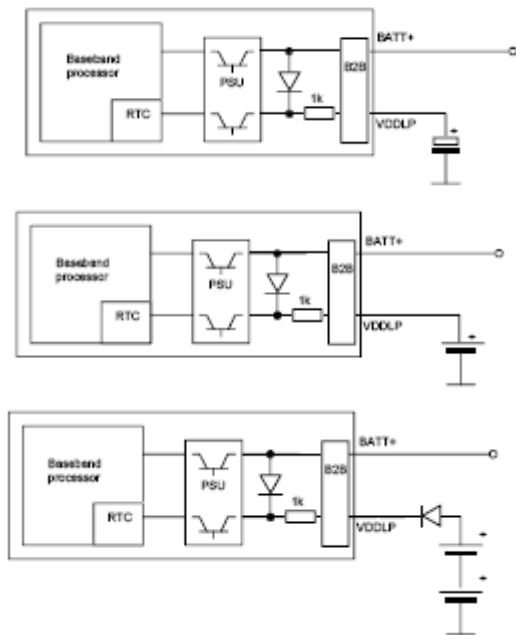 Baseband
processor
RTC
PSU
1k
B2B
BATT+
VDDLP
+
Baseband
processor
RTC
PSU
1k
B2B
BATT+
VDDLP
+
Baseband
processor
RTC
PSU
1k
B2B
BATT+
VDDLP
+
+